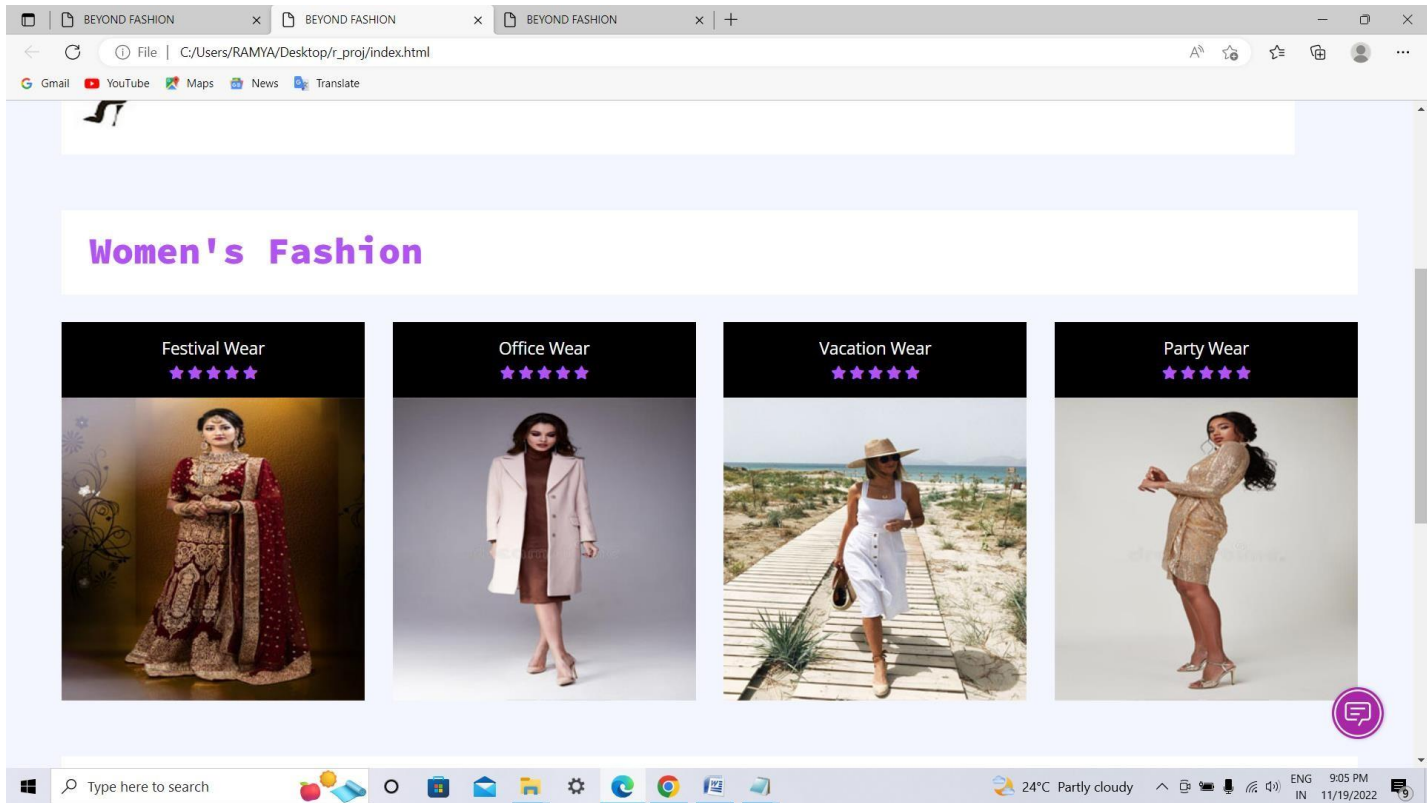 BEYOND FASHION
BEYOND FASHION
BEYOND FASHION
File | C:/Users/RAMYA/Desktop/r_proj/index.html
Gmail YouTube Maps News Translate
Women's Fashion
Festival Wear
Office Wear
Vacation Wear
Party Wear
Type here to search
24°C Partly cloudy
ENG
IN
9:05 PM
11/19/2022
9